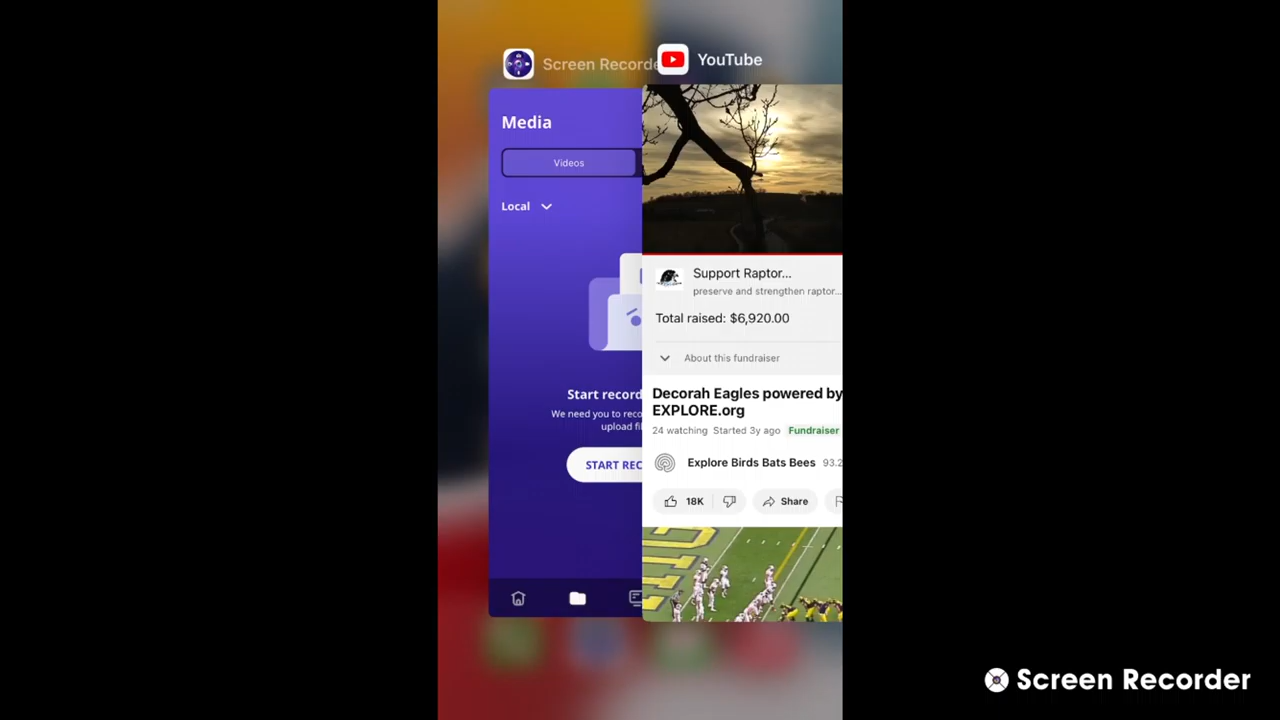 Screen Recorde
YouTube
Media
Videos
Local
Start record
We need you to reco
upload fil
START REC
Support Raptor...
preserve and strengthen raptor...
Total raised: $6,920.00
About this fundraiser
Decorah Eagles powered by
EXPLORE.org
24 watching Started 3y ago Fundraiser
Explore Birds Bats Bees 93.2
18K Share
Screen Recorder